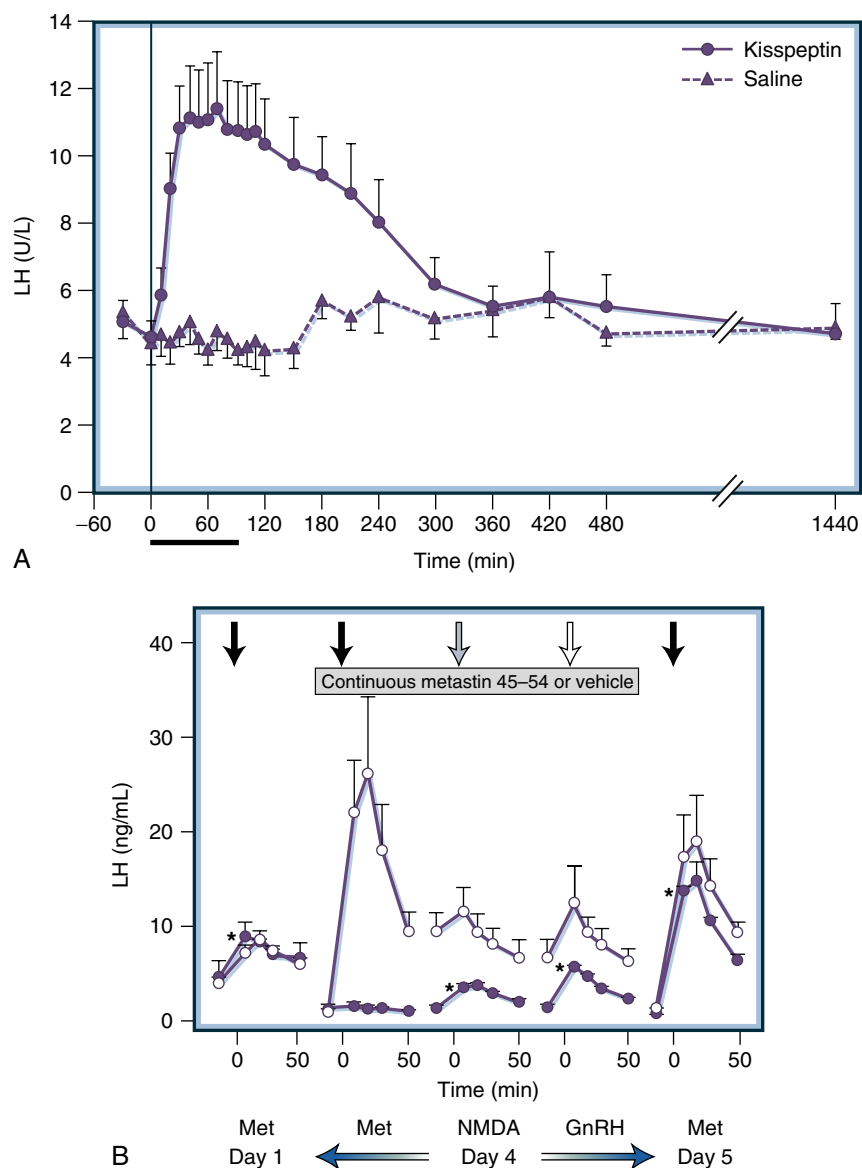 14
12
10
8
6
4
2
0
LH (U/L)
Kisspeptin
Saline
–60 0 60 120 180 240 300 360 420 480 1440
Time (min)
A
40
30
20
10
0
LH (ng/mL)
Continuous metastin 45–54 or vehicle
* * * *
0 50 0 50 0 50 0 50 0 50
Time (min)
Met Met NMDA GnRH Met
Day 1 Day 4 Day 5
B